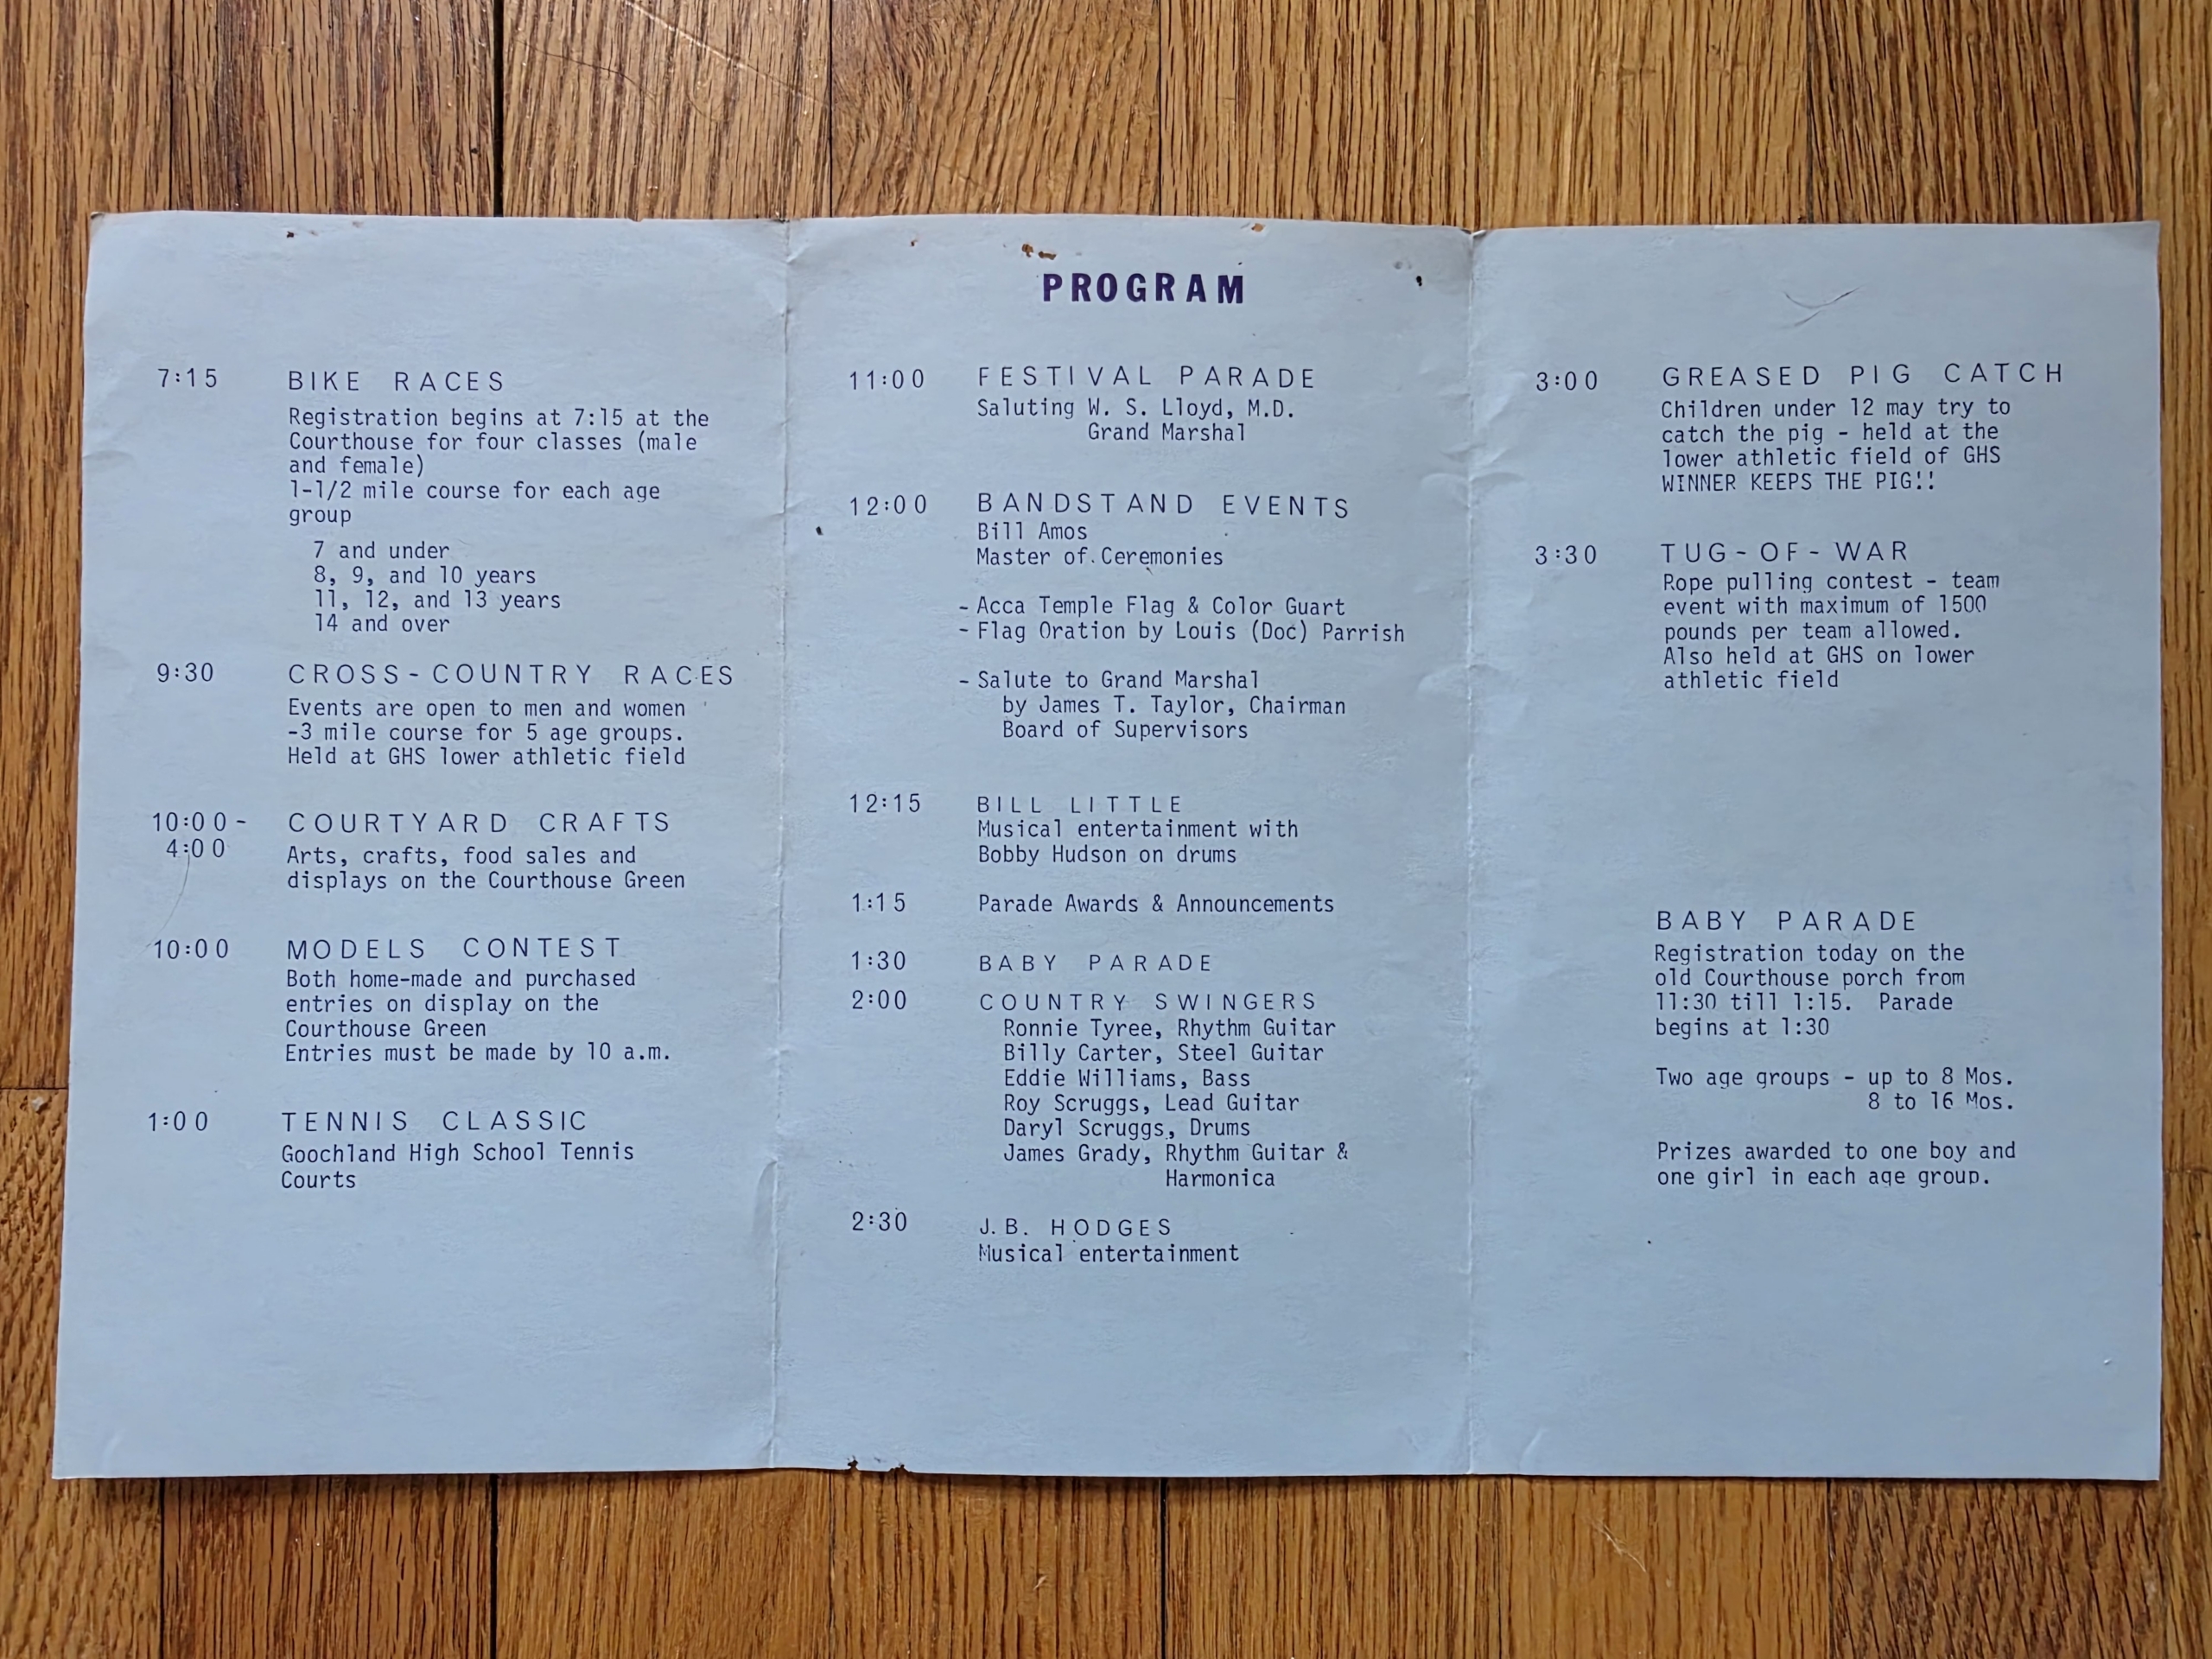 PROGRAM
7:15 BIKE RACES
Registration begins at 7:15 at the
Courthouse for four classes (male
and female)
1-1/2 mile course for each age
group
7 and under
8, 9, and 10 years
11, 12, and 13 years
14 and over
9:30 CROSS-COUNTRY RACES
Events are open to men and women
-3 mile course for 5 age groups.
Held at GHS lower athletic field
10:00- COURTYARD CRAFTS
4:00 Arts, crafts, food sales and
displays on the Courthouse Green
10:00 MODELS CONTEST
Both home-made and purchased
entries on display on the
Courthouse Green
Entries must be made by 10 a.m.
1:00 TENNIS CLASSIC
Goochland High School Tennis
Courts
11:00 FESTIVAL PARADE
Saluting W. S. Lloyd, M.D.
Grand Marshal
12:00 BANDSTAND EVENTS
Bill Amos
Master of Ceremonies
- Acca Temple Flag & Color Guart
- Flag Oration by Louis (Doc) Parrish
- Salute to Grand Marshal
by James T. Taylor, Chairman
Board of Supervisors
12:15 BILL LITTLE
Musical entertainment with
Bobby Hudson on drums
1:15 Parade Awards & Announcements
1:30 BABY PARADE
2:00 COUNTRY SWINGERS
Ronnie Tyree, Rhythm Guitar
Billy Carter, Steel Guitar
Eddie Williams, Bass
Roy Scruggs, Lead Guitar
Daryl Scruggs, Drums
James Grady, Rhythm Guitar &
Harmonica
2:30 J.B. HODGES
Musical entertainment
3:00 GREASED PIG CATCH
Children under 12 may try to
catch the pig - held at the
lower athletic field of GHS
WINNER KEEPS THE PIG!!
3:30 TUG-OF-WAR
Rope pulling contest - team
event with maximum of 1500
pounds per team allowed.
Also held at GHS on lower
athletic field
BABY PARADE
Registration today on the
old Courthouse porch from
11:30 till 1:15. Parade
begins at 1:30
Two age groups - up to 8 Mos.
8 to 16 Mos.
Prizes awarded to one boy and
one girl in each age group.